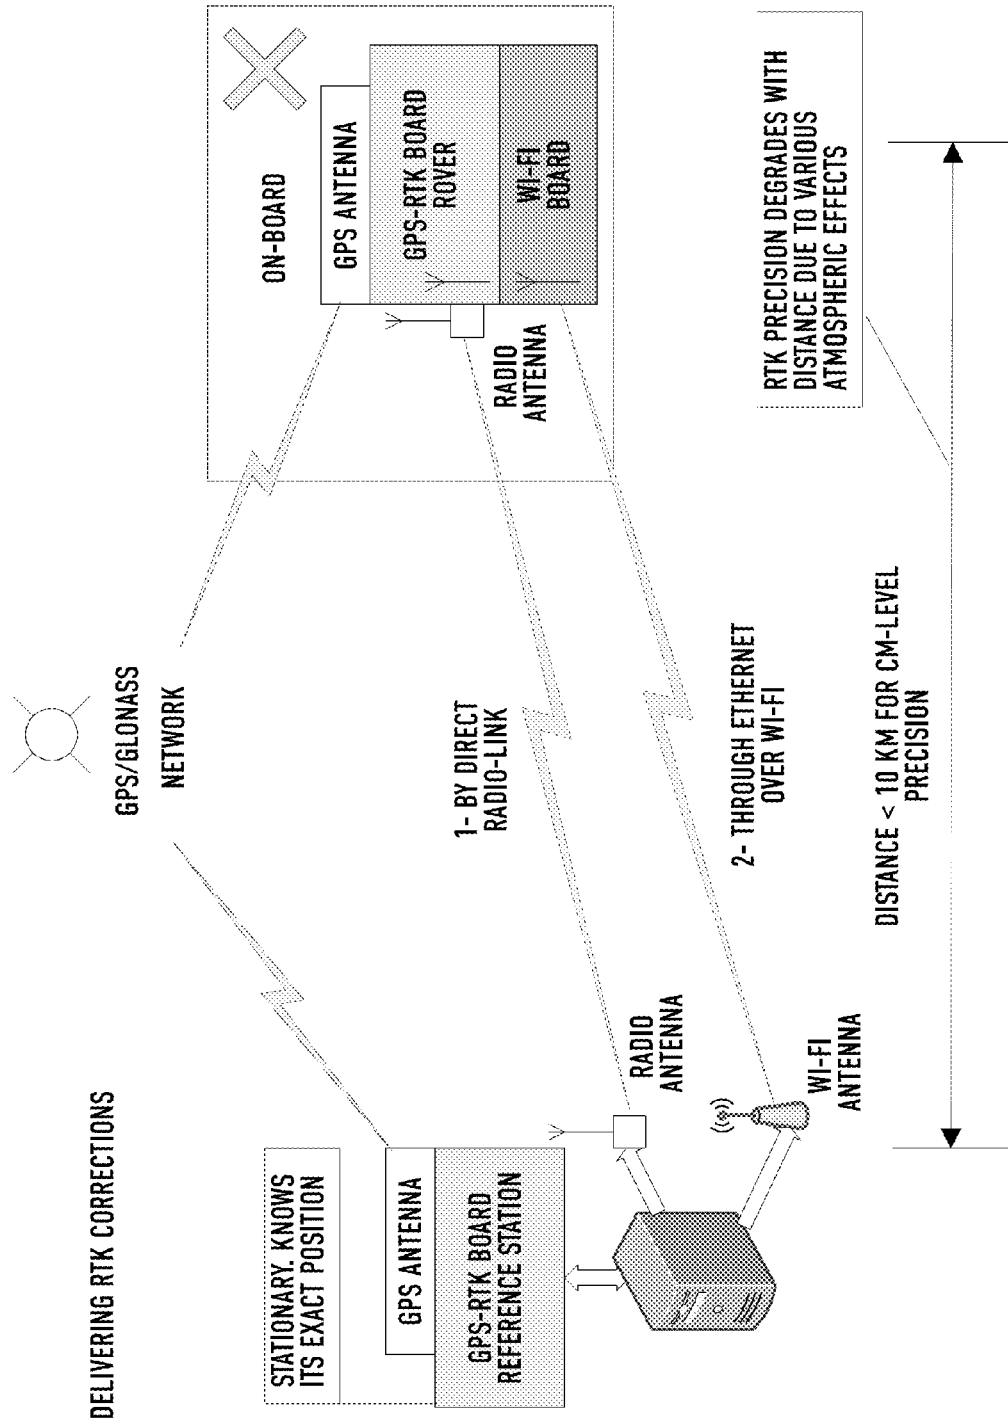 DELIVERING RTK CORRECTIONS
GPS/GLONASS
NETWORK
ON-BOARD
STATIONARY. KNOWS
ITS EXACT POSITION
GPS ANTENNA
GPS-RTK BOARD
REFERENCE STATION
GPS ANTENNA
GPS-RTK BOARD
ROVER
WI-FI
BOARD
RADIO
ANTENNA
1- BY DIRECT
RADIO-LINK
RADIO
ANTENNA
2- THROUGH ETHERNET
OVER WI-FI
WI-FI
ANTENNA
RTK PRECISION DEGRADES WITH
DISTANCE DUE TO VARIOUS
ATMOSPHERIC EFFECTS
DISTANCE < 10 KM FOR CM-LEVEL
PRECISION